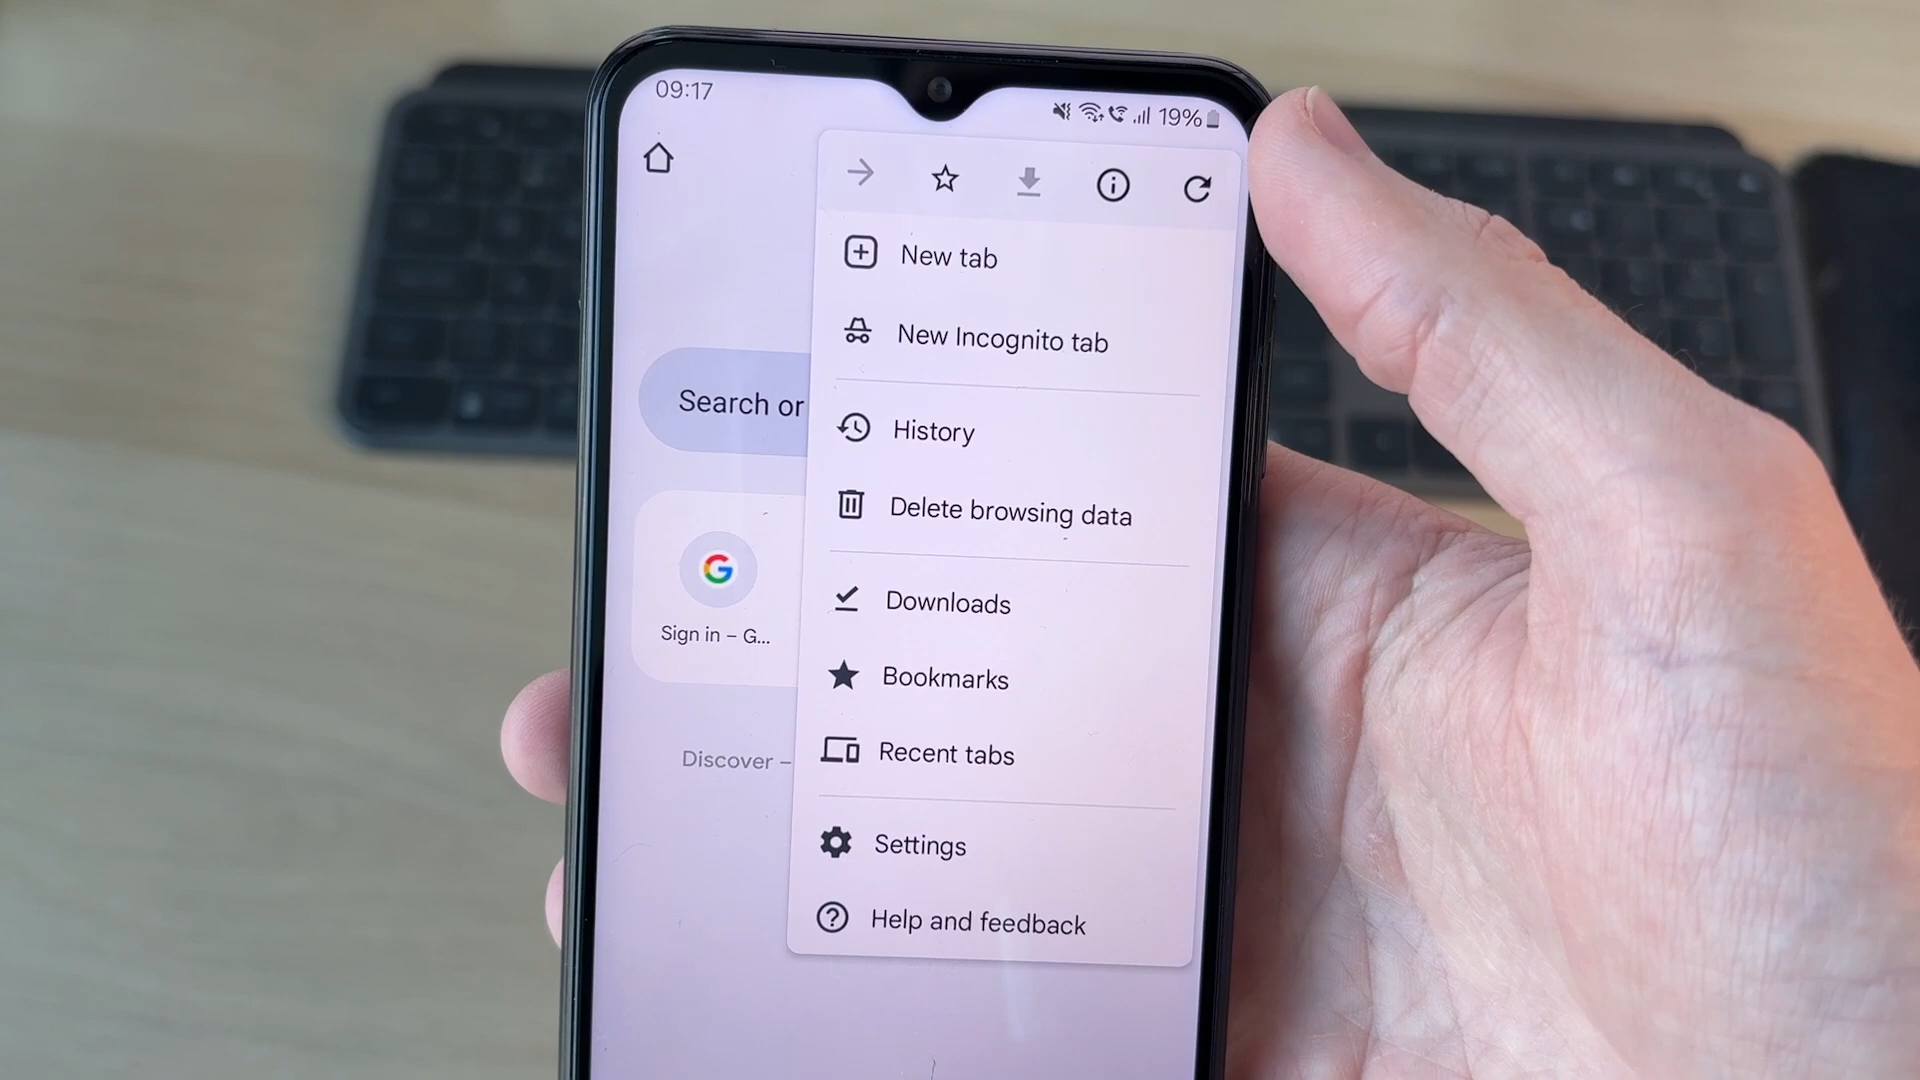 09:17
19%
New tab
New Incognito tab
Search or
History
Delete browsing data
Sign in – G...
Downloads
Bookmarks
Discover –
Recent tabs
Settings
Help and feedback